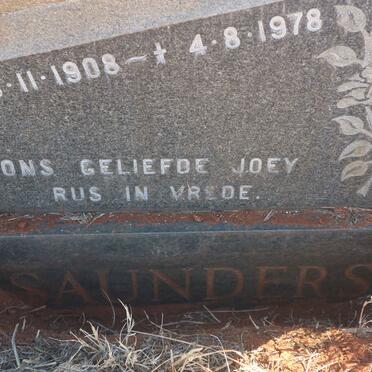 11·1908~✝ 4·8·1978
ONS GELIEFDE JOEY
RUS IN VREDE.
SAUNDERS